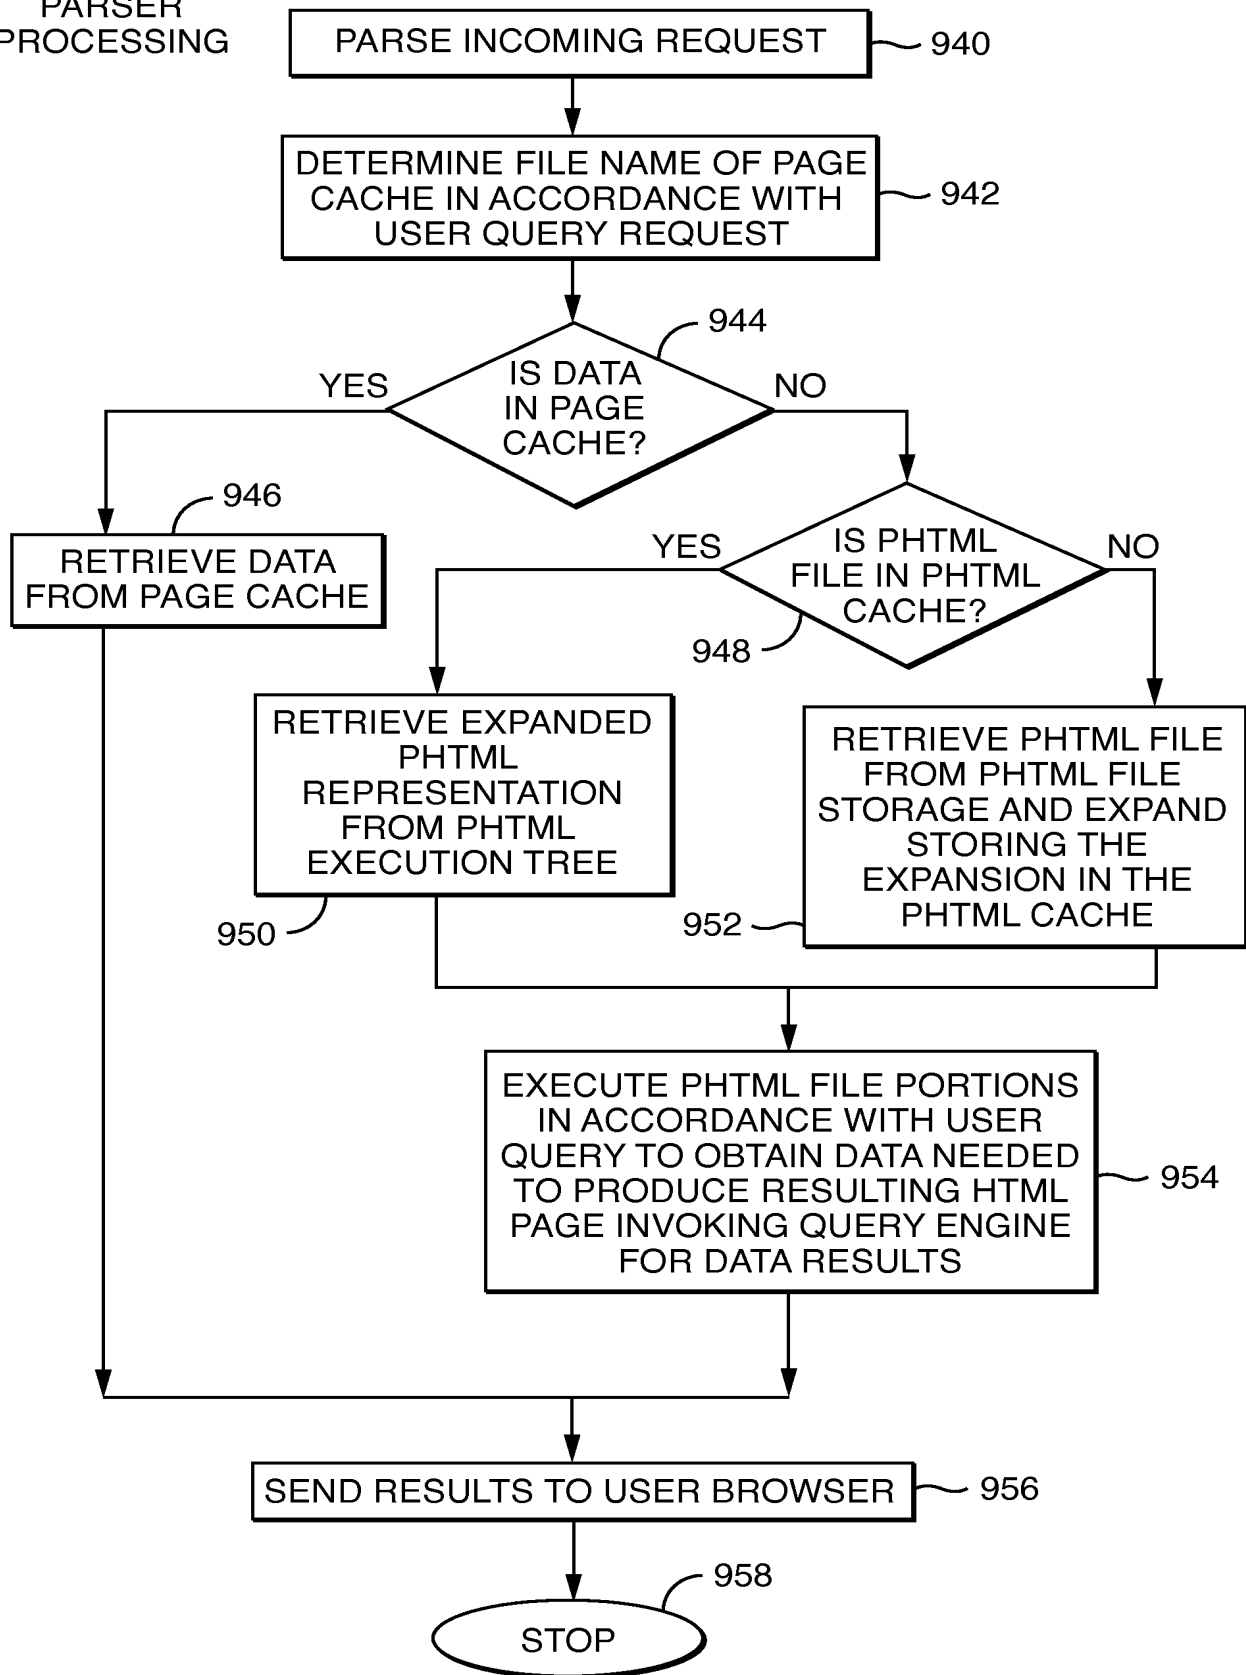 PARSER
PROCESSING
PARSE INCOMING REQUEST
940
DETERMINE FILE NAME OF PAGE
CACHE IN ACCORDANCE WITH
USER QUERY REQUEST
942
944
IS DATA
IN PAGE
CACHE?
YES
NO
946
RETRIEVE DATA
FROM PAGE CACHE
IS PHTML
FILE IN PHTML
CACHE?
YES
NO
948
RETRIEVE EXPANDED
PHTML
REPRESENTATION
FROM PHTML
EXECUTION TREE
950
RETRIEVE PHTML FILE
FROM PHTML FILE
STORAGE AND EXPAND
STORING THE
EXPANSION IN THE
PHTML CACHE
952
EXECUTE PHTML FILE PORTIONS
IN ACCORDANCE WITH USER
QUERY TO OBTAIN DATA NEEDED
TO PRODUCE RESULTING HTML
PAGE INVOKING QUERY ENGINE
FOR DATA RESULTS
954
SEND RESULTS TO USER BROWSER
956
958
STOP